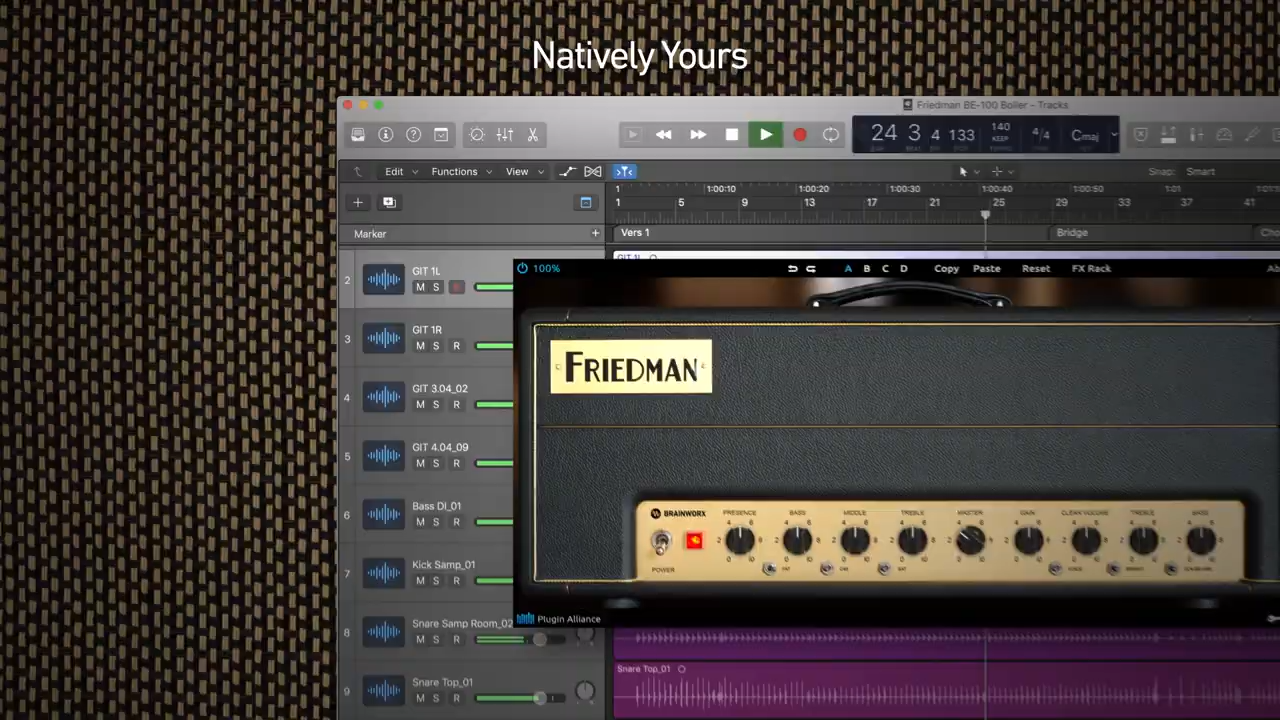 Natively Yours
Friedman BE-100 Boiler - Tracks
24 3 4 133 140 KEEP 4/4 Cmaj
Edit Functions View Snap: Smart
1 1:00:10 1:00:20 1:00:30 1:00:40 1:00:50 1:01
1 5 9 13 17 21 25 29 33 37 41
Marker + Vers 1 Bridge
2 GIT 1L
M S
100% A B C D Copy Paste Reset FX Rack
3 GIT 1R
M S R
FRIEDMAN
4 GIT 3.04_02
M S R
5 GIT 4.04_09
M S R
6 Bass DI_01
M S R
BRAINWORX PRESENCE BASS MIDDLE TREBLE MASTER GAIN CLEAN VOLUME TREBLE BASS
POWER
7 Kick Samp_01
M S R
Plugin Alliance
8 Snare Samp Room_02
M S R
9 Snare Top_01
M S R
Snare Top_01